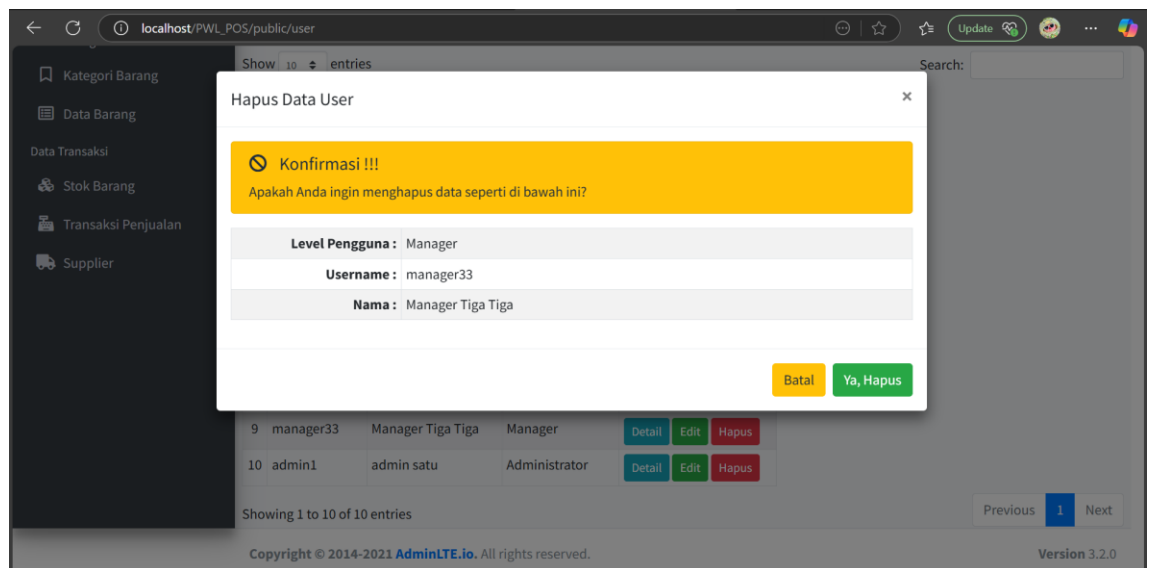 localhost/PWL_POS/public/user
Update
Kategori Barang
Data Barang
Data Transaksi
Stok Barang
Transaksi Penjualan
Supplier
Show 10 entries
Search:
Hapus Data User
×
Konfirmasi !!!
Apakah Anda ingin menghapus data seperti di bawah ini?
Level Pengguna : Manager
Username : manager33
Nama : Manager Tiga Tiga
Batal Ya, Hapus
9 manager33 Manager Tiga Tiga Manager Detail Edit Hapus
10 admin1 admin satu Administrator Detail Edit Hapus
Showing 1 to 10 of 10 entries
Previous 1 Next
Copyright © 2014-2021 AdminLTE.io. All rights reserved.
Version 3.2.0